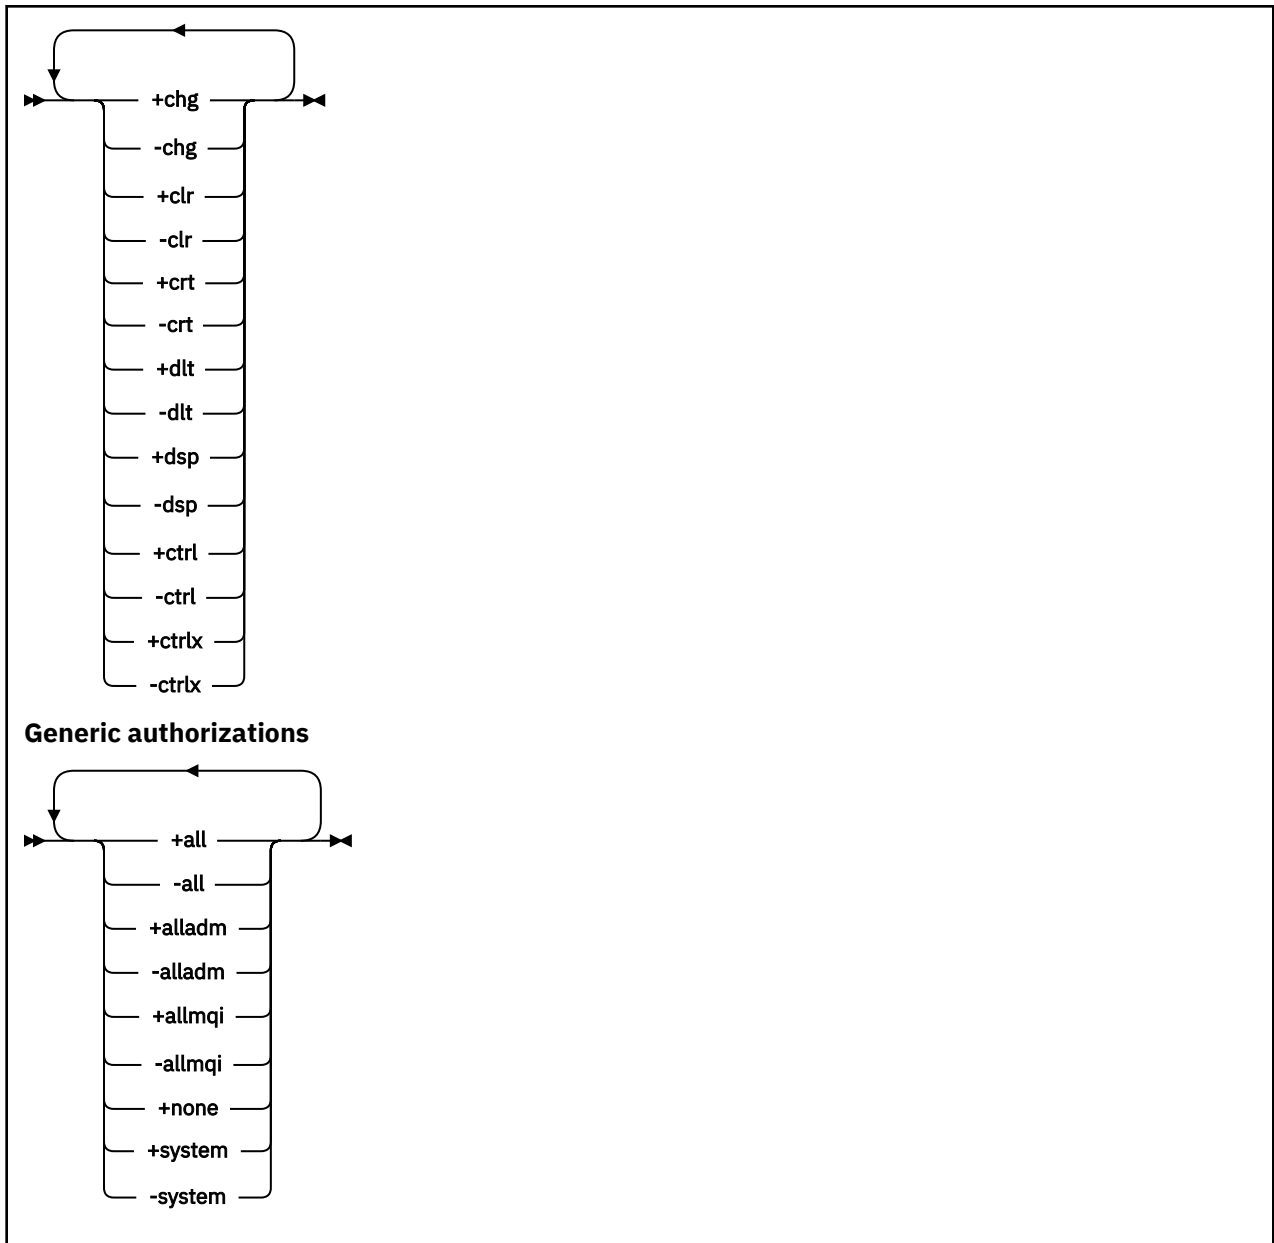 +chg
-chg
+clr
-clr
+crt
-crt
+dlt
-dlt
+dsp
-dsp
+ctrl
-ctrl
+ctrlx
-ctrlx
Generic authorizations
+all
-all
+alladm
-alladm
+allmqi
-allmqi
+none
+system
-system